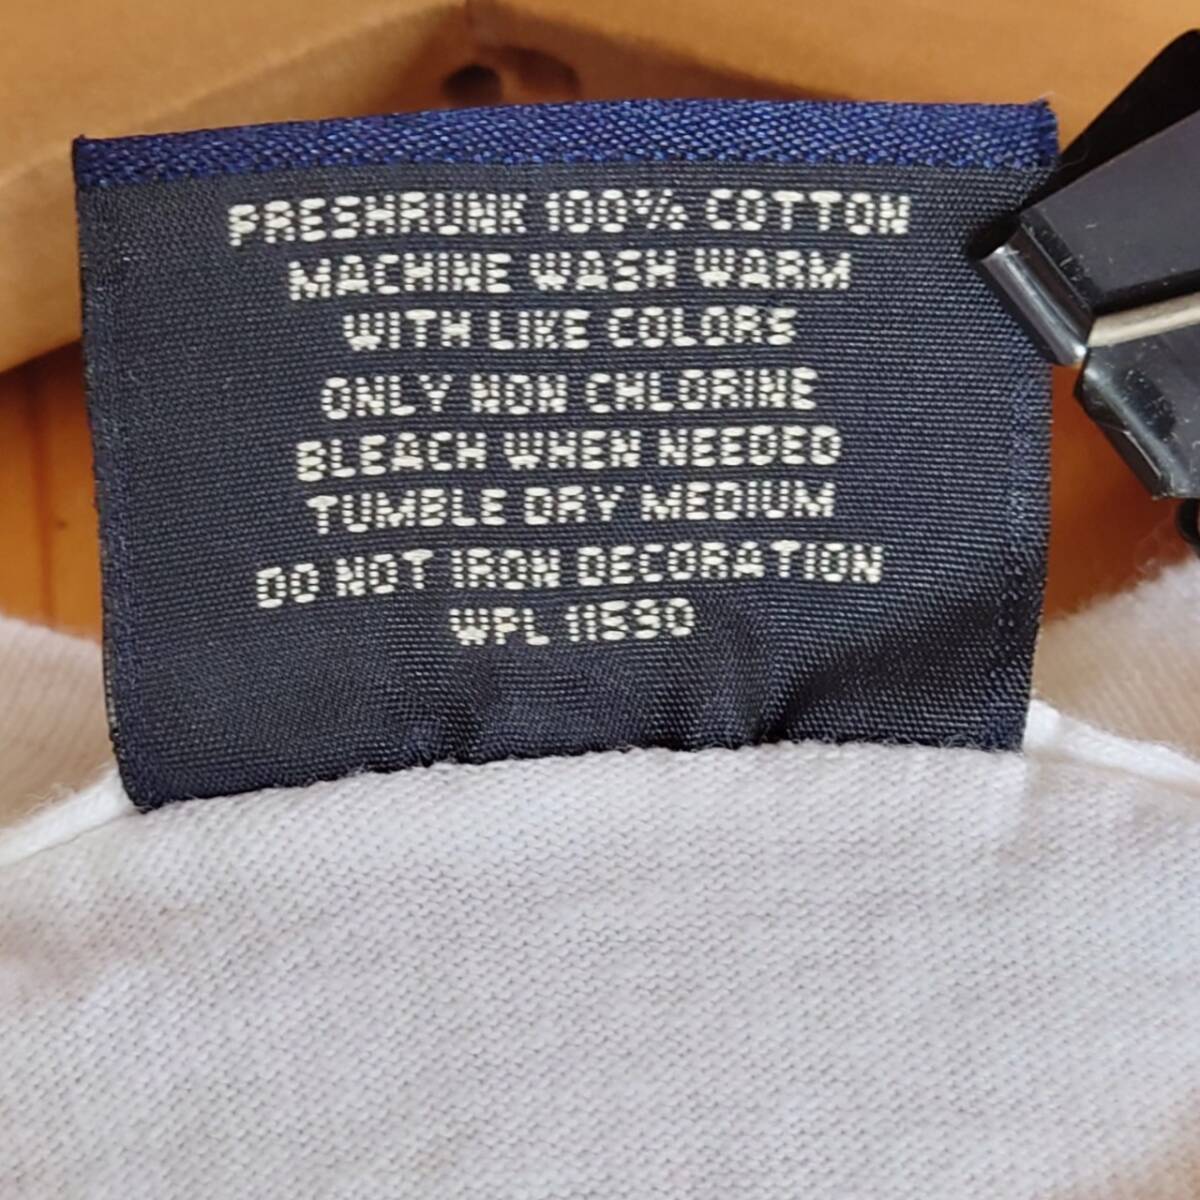 PRESHRUNK 100% COTTON
MACHINE WASH WARM
WITH LIKE COLORS
ONLY NON CHLORINE
BLEACH WHEN NEEDED
TUMBLE DRY MEDIUM
DO NOT IRON DECORATION
WPL 11590